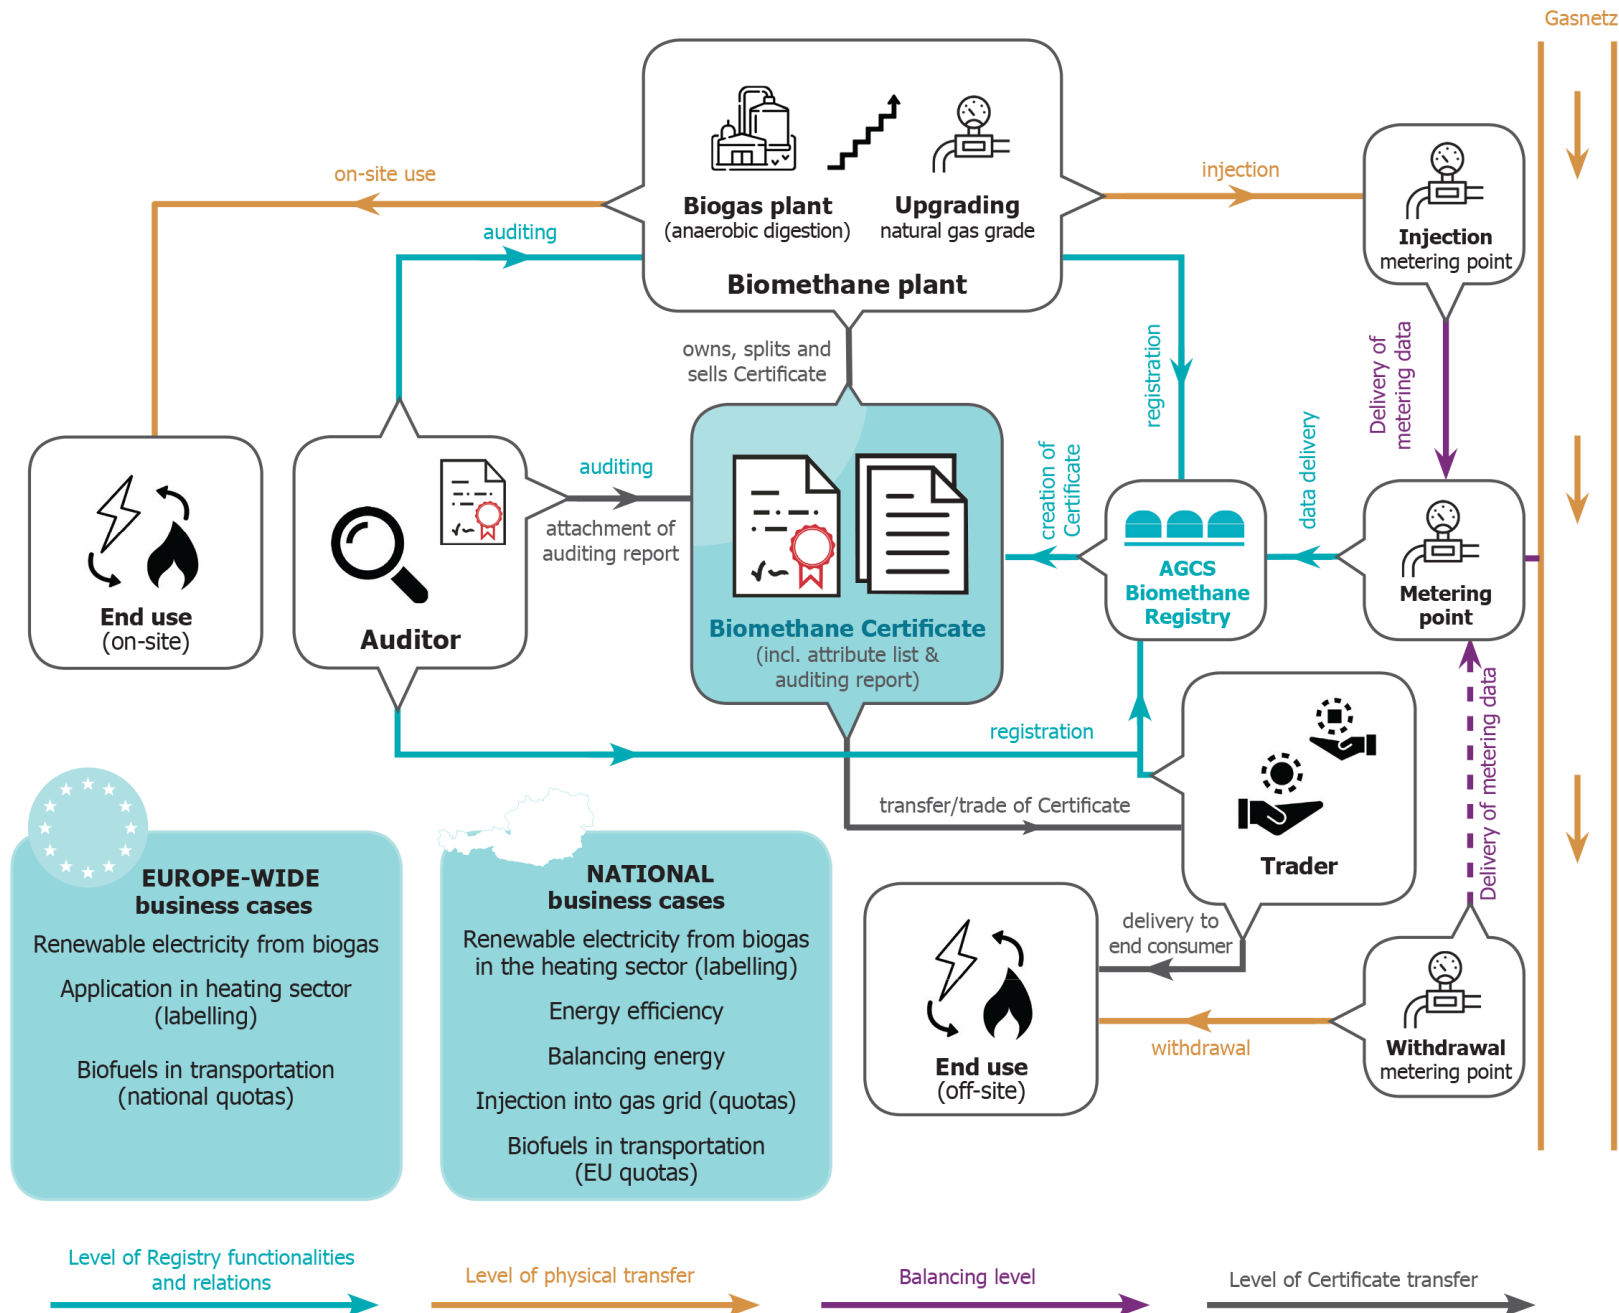 Gasnetz
on-site use
injection
Biogas plant
(anaerobic digestion)
Upgrading
natural gas grade
Biomethane plant
auditing
Injection
metering point
owns, splits and
sells Certificate
registration
Delivery of
metering data
auditing
attachment of
auditing report
creation of
Certificate
data delivery
End use
(on-site)
Auditor
Biomethane Certificate
(incl. attribute list &
auditing report)
AGCS
Biomethane
Registry
Metering
point
registration
transfer/trade of Certificate
Trader
Delivery of metering data
delivery to
end consumer
End use
(off-site)
withdrawal
Withdrawal
metering point
EUROPE-WIDE
business cases
Renewable electricity from biogas
Application in heating sector
(labelling)
Biofuels in transportation
(national quotas)
NATIONAL
business cases
Renewable electricity from biogas
in the heating sector (labelling)
Energy efficiency
Balancing energy
Injection into gas grid (quotas)
Biofuels in transportation
(EU quotas)
Level of Registry functionalities
and relations
Level of physical transfer
Balancing level
Level of Certificate transfer